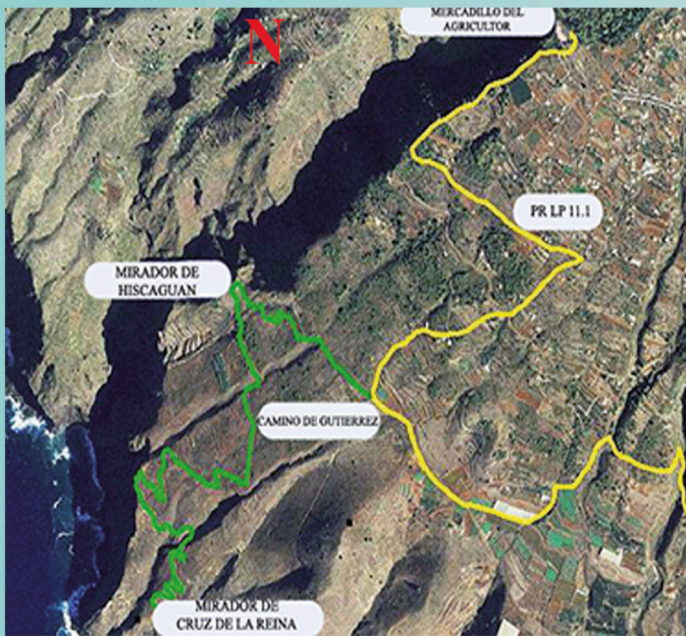 MERCADILLO DEL
AGRICULTOR
N
PR LP 11.1
MIRADOR DE
HISCAGUAN
CAMINO DE GUTIERREZ
MIRADOR DE
CRUZ DE LA REINA